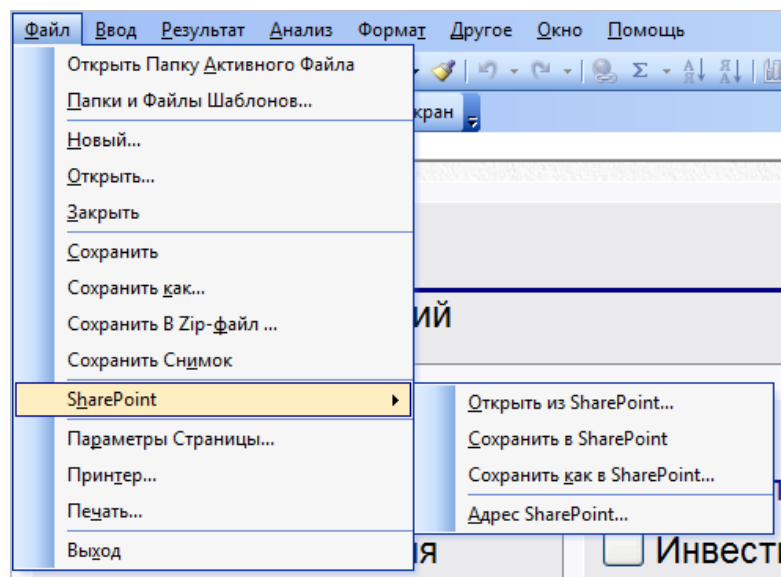 Файл Ввод Результат Анализ Формат Другое Окно Помощь
Открыть Папку Активного Файла
Папки и Файлы Шаблонов...
кран
Новый...
Открыть...
Закрыть
Сохранить
Сохранить как...
ий
Сохранить В Zip-файл ...
Сохранить Снимок
SharePoint
Открыть из SharePoint...
Параметры Страницы...
Сохранить в SharePoint
Принтер...
Сохранить как в SharePoint...
Печать...
Адрес SharePoint...
Выход
я
Инвест